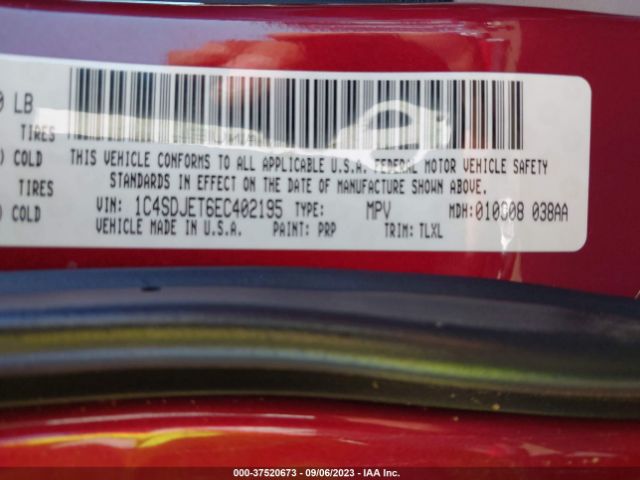 0 LB
TIRES
) COLD
TIRES
) COLD
THIS VEHICLE CONFORMS TO ALL APPLICABLE U.S.A. FEDERAL MOTOR VEHICLE SAFETY
STANDARDS IN EFFECT ON THE DATE OF MANUFACTURE SHOWN ABOVE.
VIN: 1C4SDJET6EC402195 TYPE: MPV MDH:010808 038AA
VEHICLE MADE IN U.S.A. PAINT: PRP TRIM: TLXL
000-37520673 - 09/06/2023 - IAA Inc.